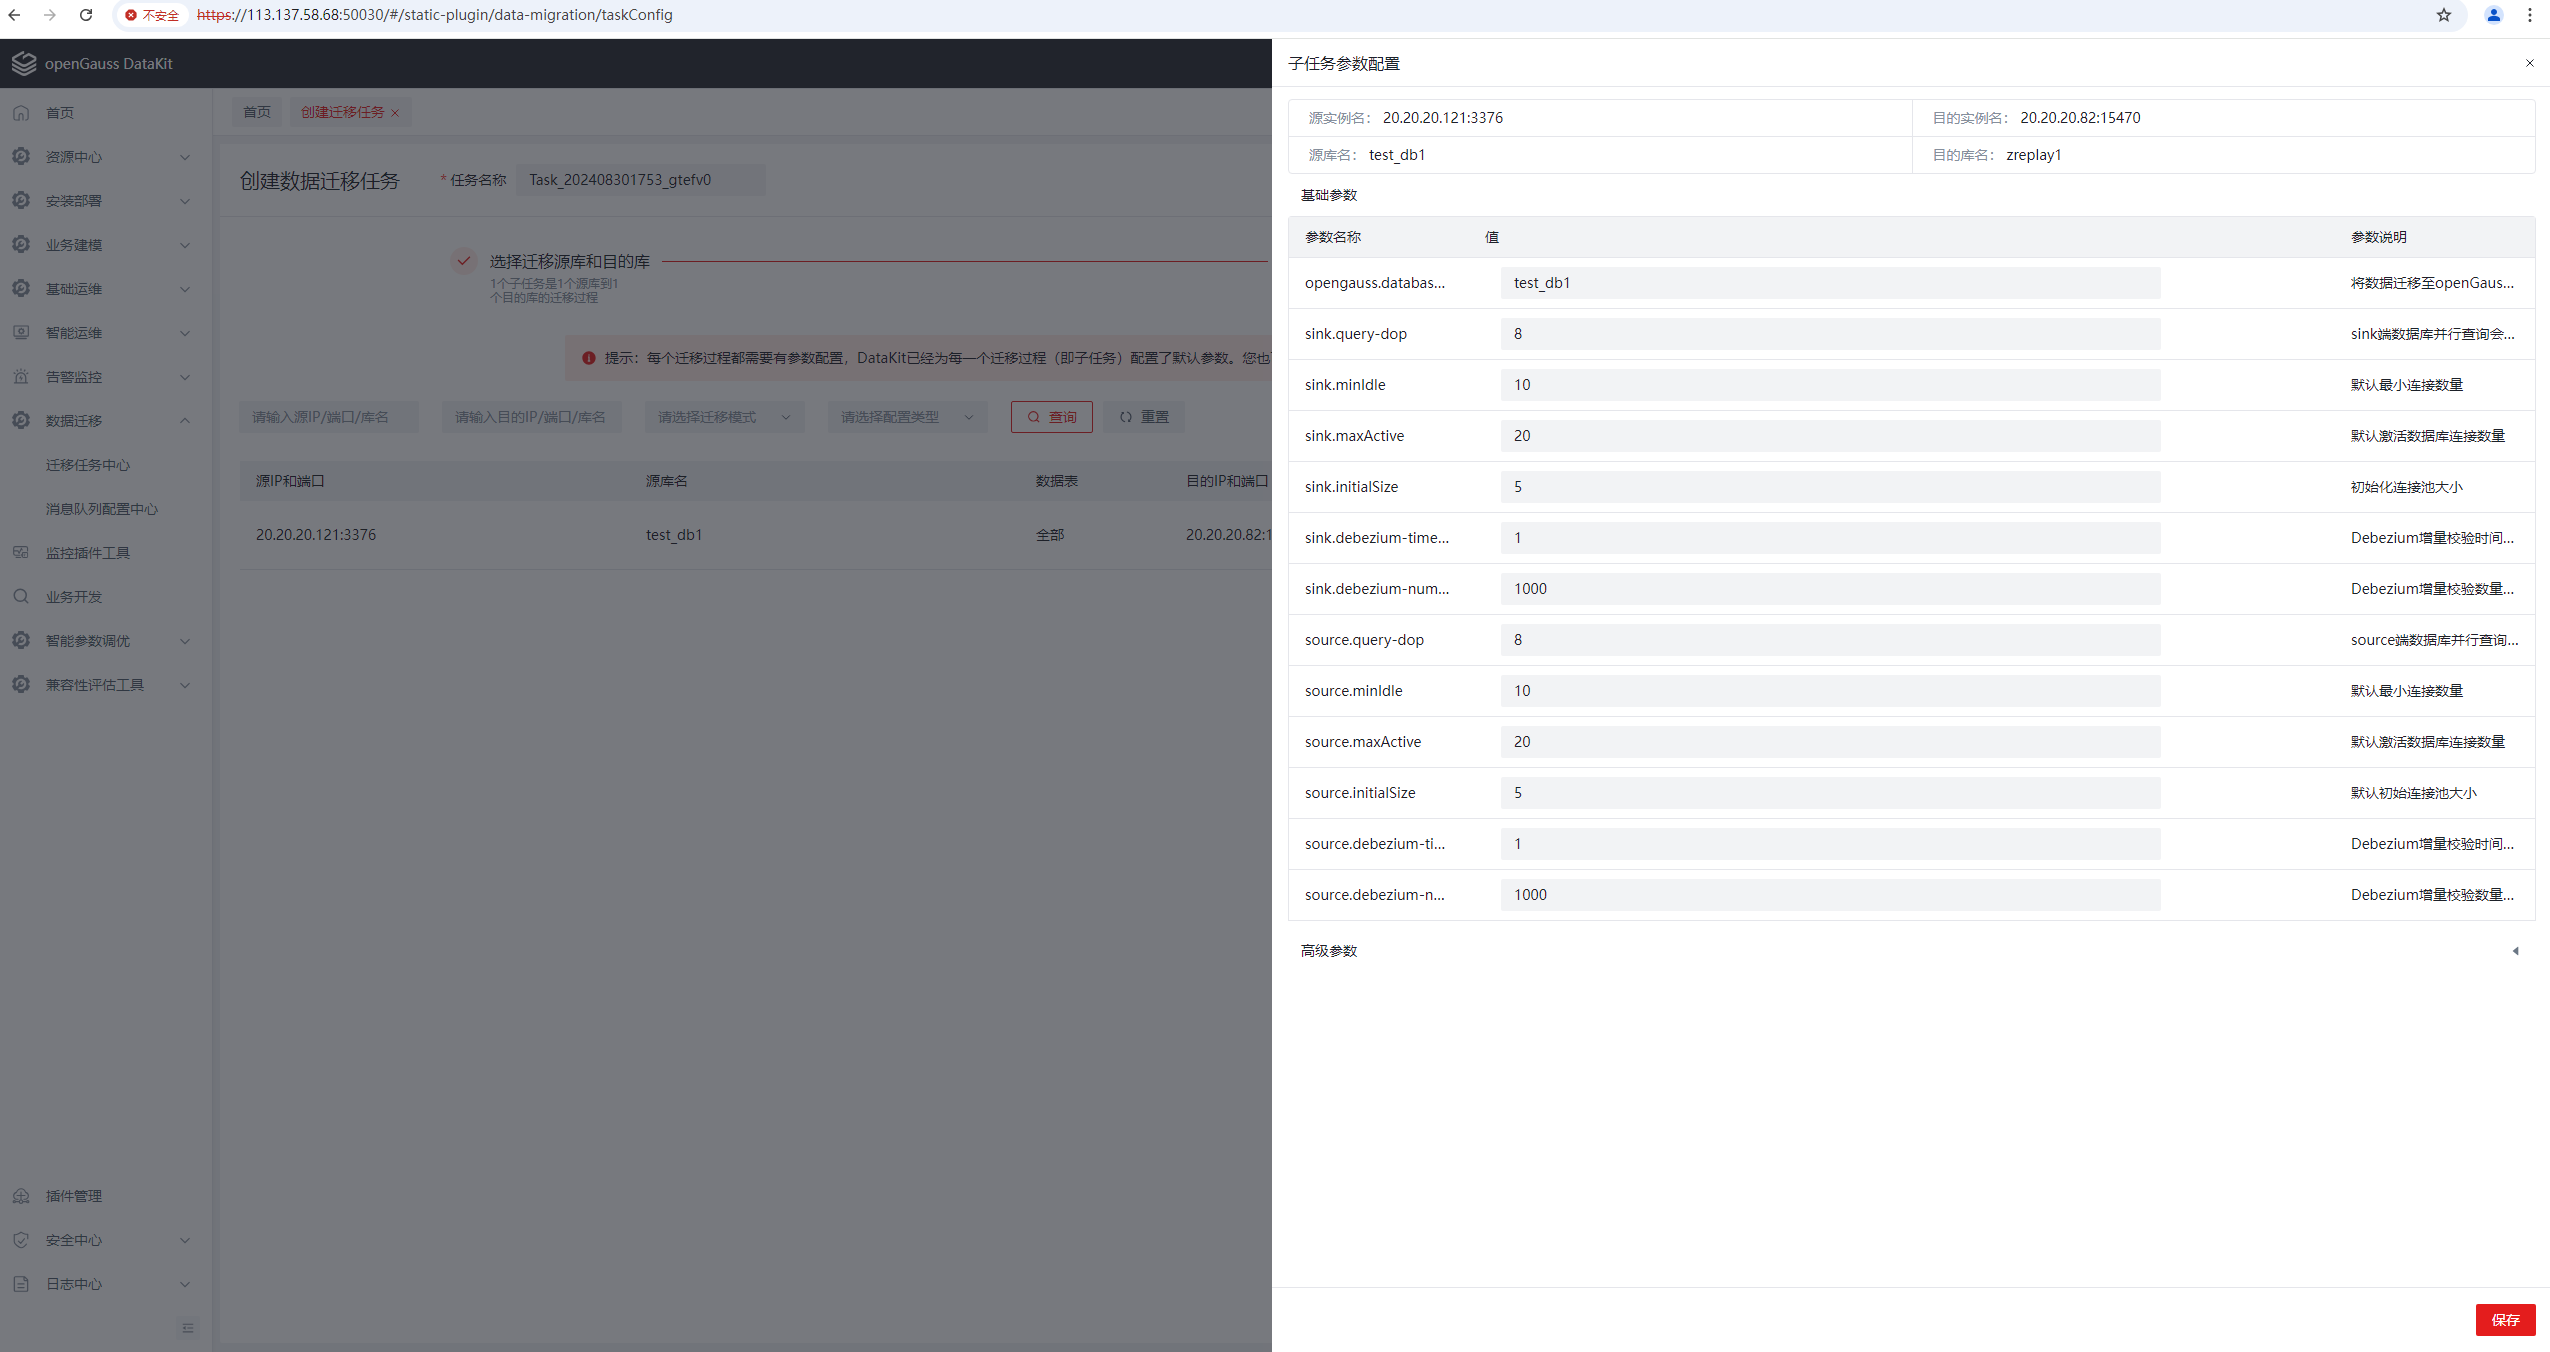 不安全 https://113.137.58.68:50030/#/static-plugin/data-migration/taskConfig
openGauss DataKit
首页
资源中心
安装部署
业务建模
基础运维
智能运维
告警监控
数据迁移
迁移任务中心
消息队列配置中心
监控插件工具
业务开发
智能参数调优
兼容性评估工具
插件管理
安全中心
日志中心
首页 创建迁移任务
创建数据迁移任务 * 任务名称 Task_202408301753_gtefv0
选择迁移源库和目的库
1个子任务是1个源库到1
个目的库的迁移过程
提示：每个迁移过程都需要有参数配置，DataKit已经为每一个迁移过程（即子任务）配置了默认参数。您也
请输入源IP/端口/库名 请输入目的IP/端口/库名 请选择迁移模式 请选择配置类型 查询 重置
源IP和端口 源库名 数据表 目的IP和端口
20.20.20.121:3376 test_db1 全部 20.20.20.82:1
子任务参数配置
源实例名： 20.20.20.121:3376 目的实例名： 20.20.20.82:15470
源库名： test_db1 目的库名： zreplay1
基础参数
参数名称 值 参数说明
opengauss.databas... test_db1 将数据迁移至openGaus...
sink.query-dop 8 sink端数据库并行查询会...
sink.minIdle 10 默认最小连接数量
sink.maxActive 20 默认激活数据库连接数量
sink.initialSize 5 初始化连接池大小
sink.debezium-time... 1 Debezium增量校验时间...
sink.debezium-num... 1000 Debezium增量校验数量...
source.query-dop 8 source端数据库并行查询...
source.minIdle 10 默认最小连接数量
source.maxActive 20 默认激活数据库连接数量
source.initialSize 5 默认初始连接池大小
source.debezium-ti... 1 Debezium增量校验时间...
source.debezium-n... 1000 Debezium增量校验数量...
高级参数
保存